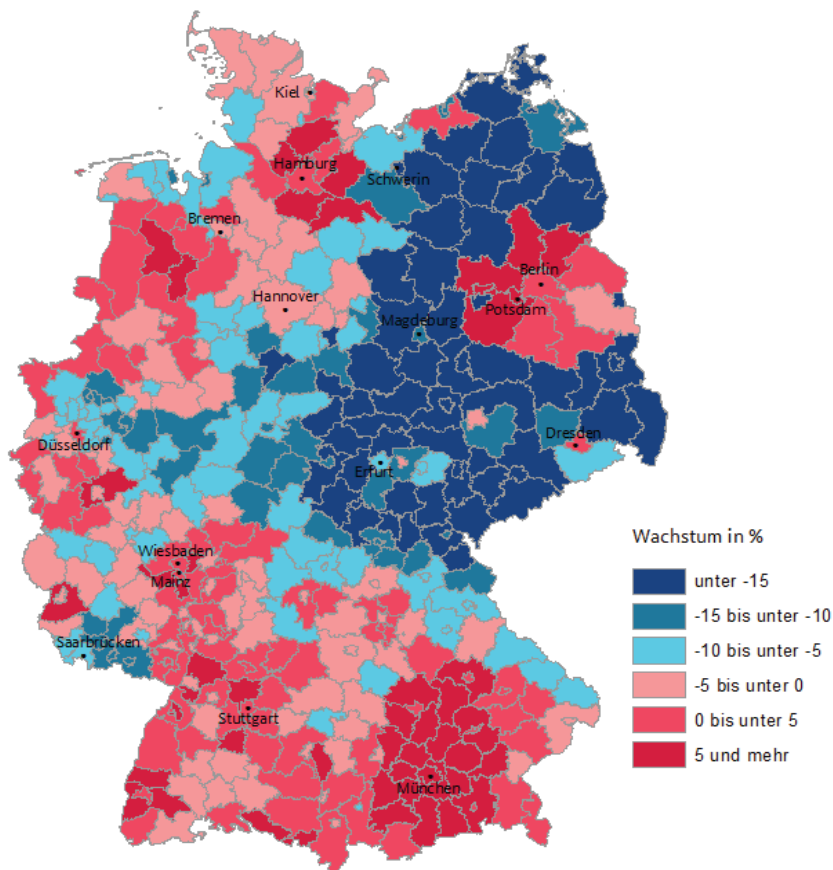 Kiel
Hamburg
Schwerin
Bremen
Berlin
Hannover
Potsdam
Magdeburg
Düsseldorf
Dresden
Erfurt
Wiesbaden
Mainz
Saarbrücken
Stuttgart
München
Wachstum in %
unter -15
-15 bis unter -10
-10 bis unter -5
-5 bis unter 0
0 bis unter 5
5 und mehr